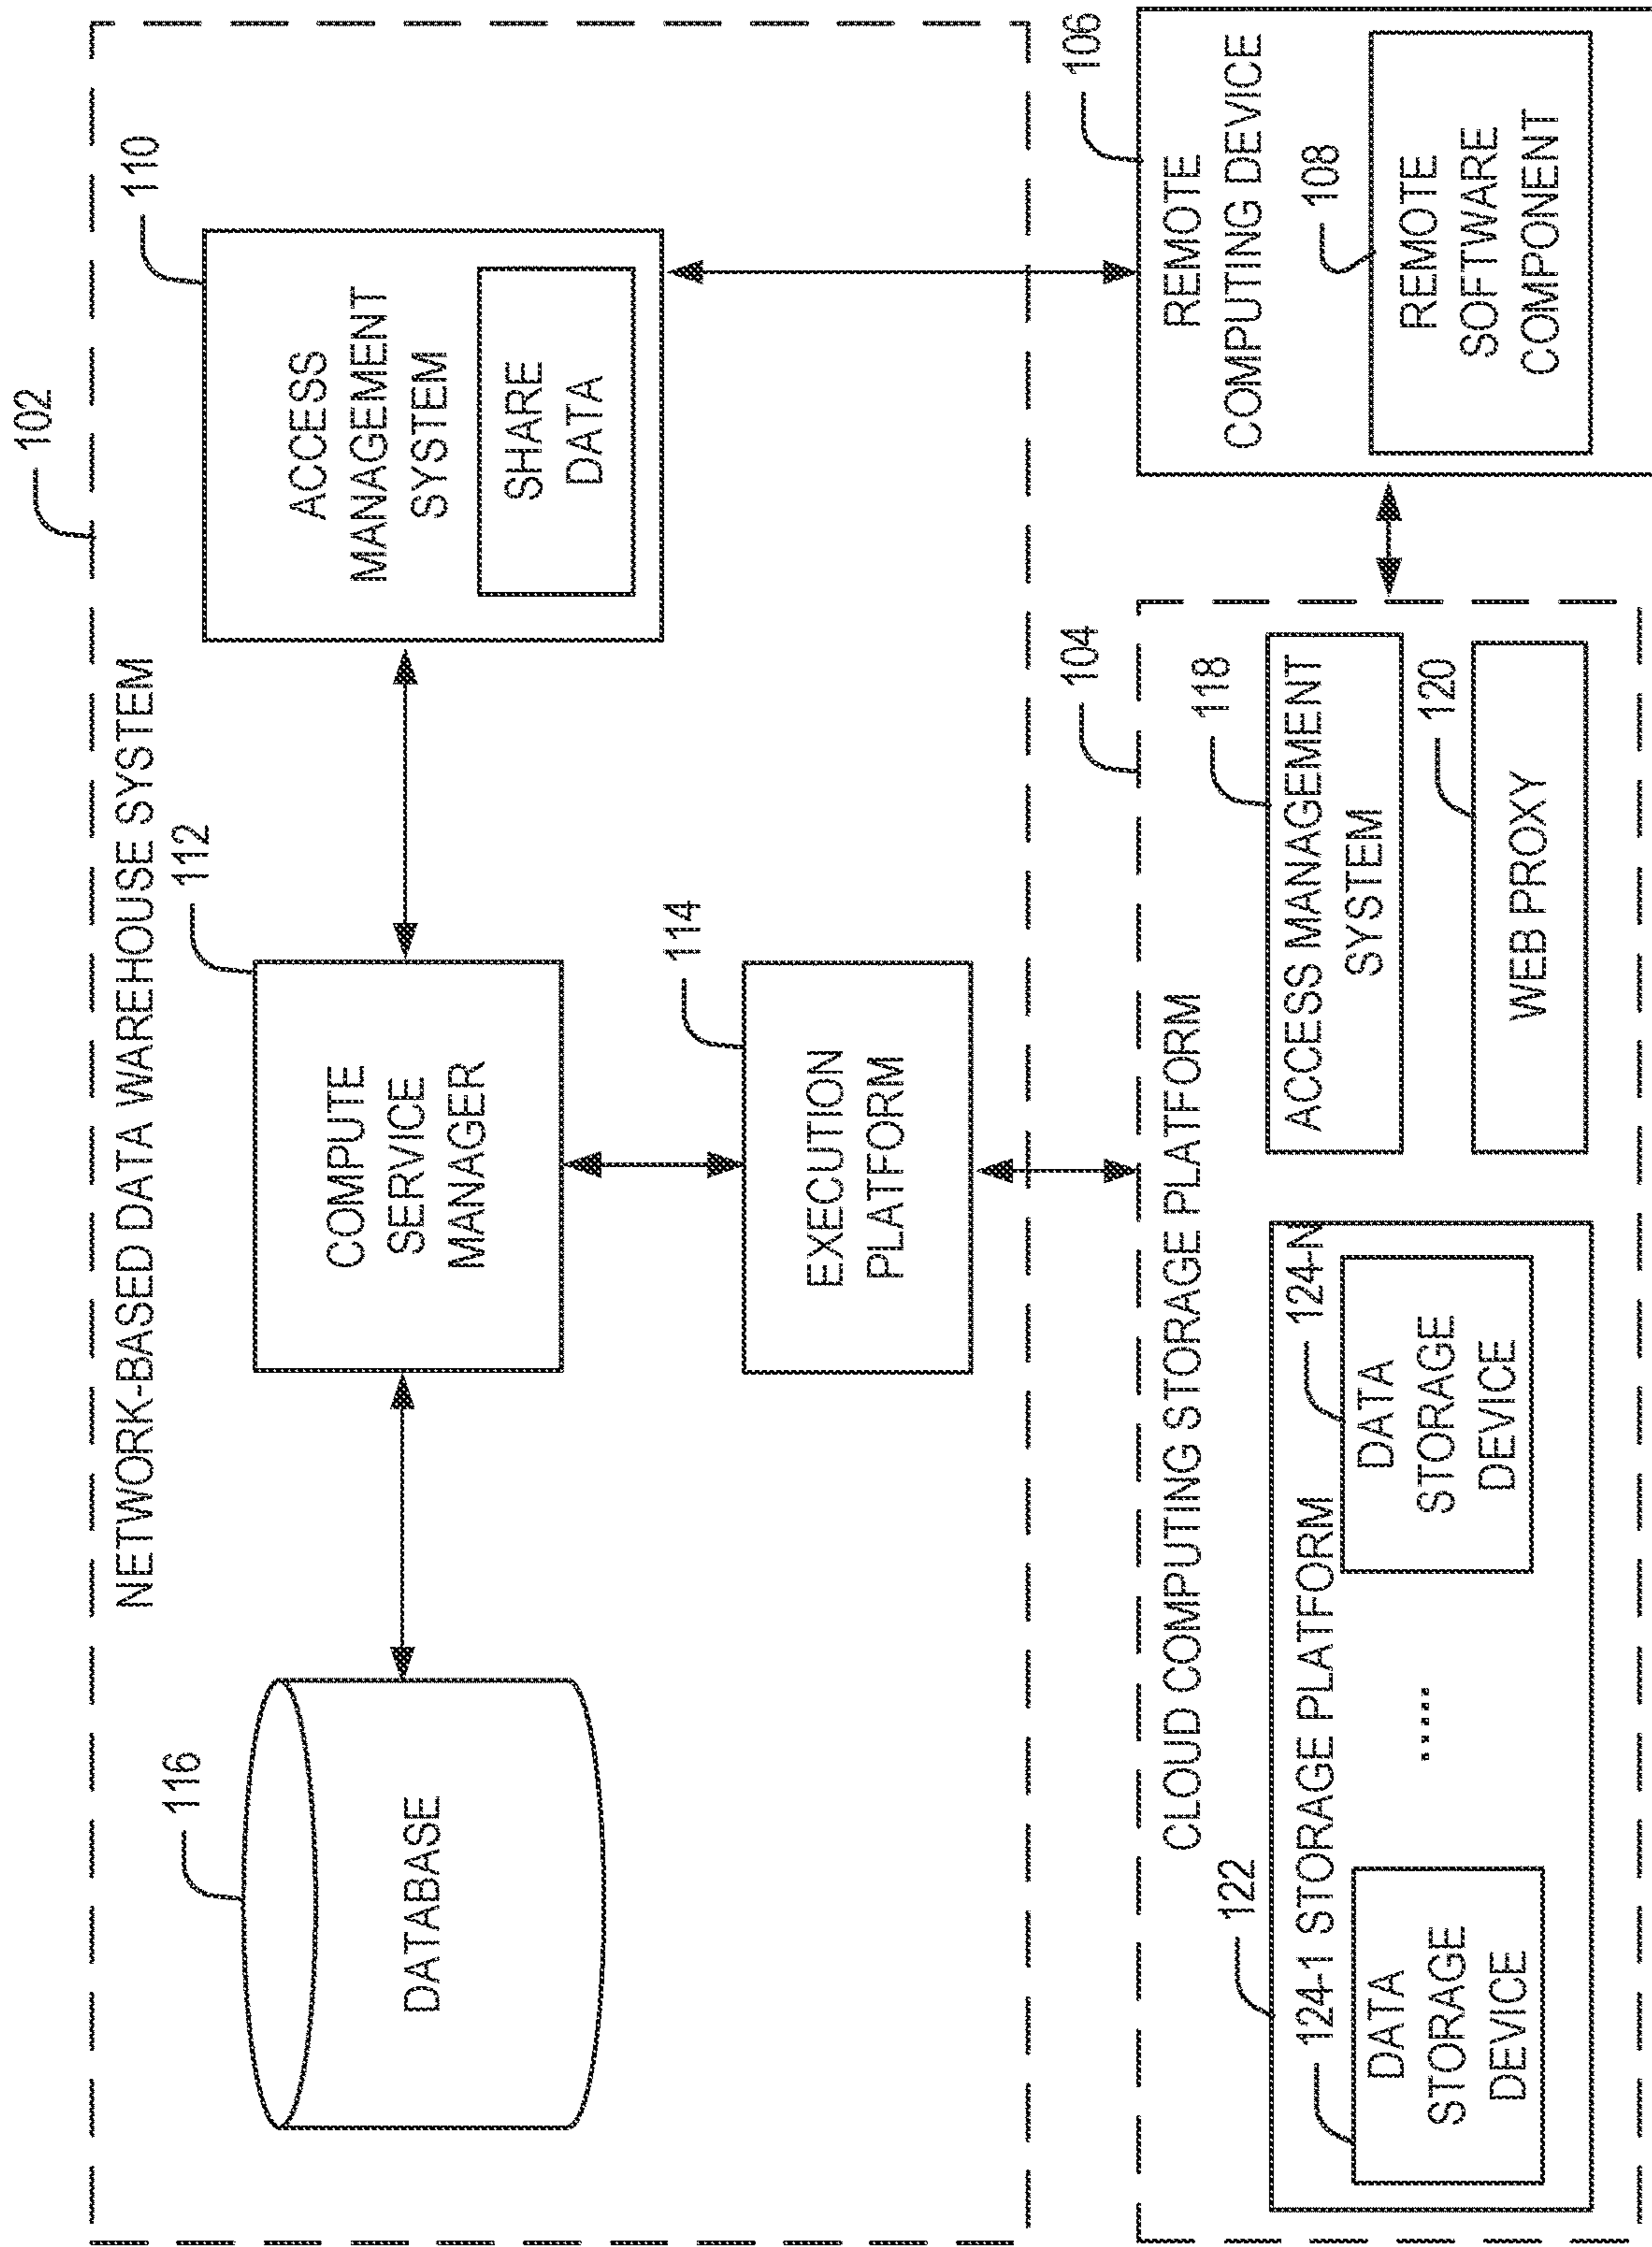 102
NETWORK-BASED DATA WAREHOUSE SYSTEM
116
DATABASE
112
COMPUTE
SERVICE
MANAGER
110
ACCESS
MANAGEMENT
SYSTEM
SHARE
DATA
114
EXECUTION
PLATFORM
104
CLOUD COMPUTING STORAGE PLATFORM
122
124-1 STORAGE PLATFORM
124-N
DATA
STORAGE
DEVICE
.....
DATA
STORAGE
DEVICE
118
ACCESS MANAGEMENT
SYSTEM
120
WEB PROXY
106
REMOTE
COMPUTING DEVICE
108
REMOTE
SOFTWARE
COMPONENT